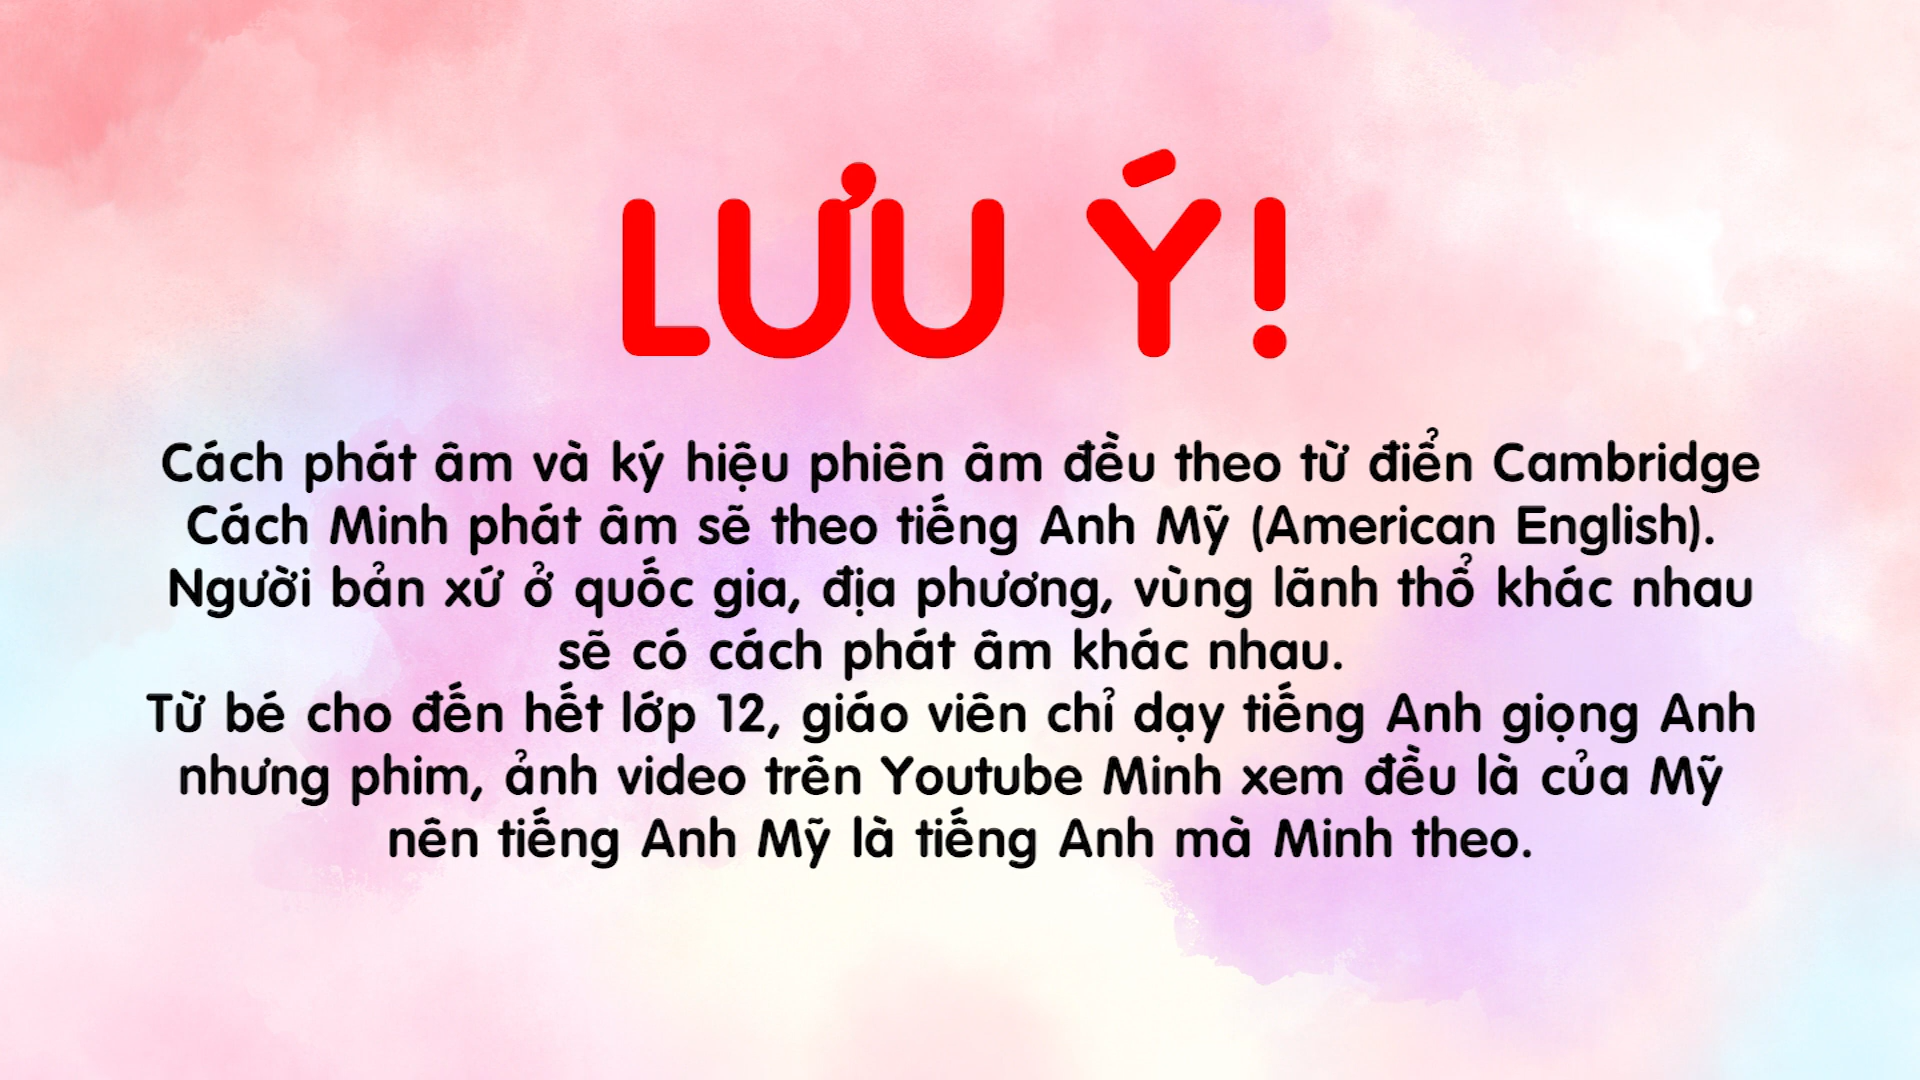 LƯU Ý!
Cách phát âm và ký hiệu phiên âm đều theo từ điển Cambridge
Cách Minh phát âm sẽ theo tiếng Anh Mỹ (American English).
Người bản xứ ở quốc gia, địa phương, vùng lãnh thổ khác nhau
sẽ có cách phát âm khác nhau.
Từ bé cho đến hết lớp 12, giáo viên chỉ dạy tiếng Anh giọng Anh
nhưng phim, ảnh video trên Youtube Minh xem đều là của Mỹ
nên tiếng Anh Mỹ là tiếng Anh mà Minh theo.